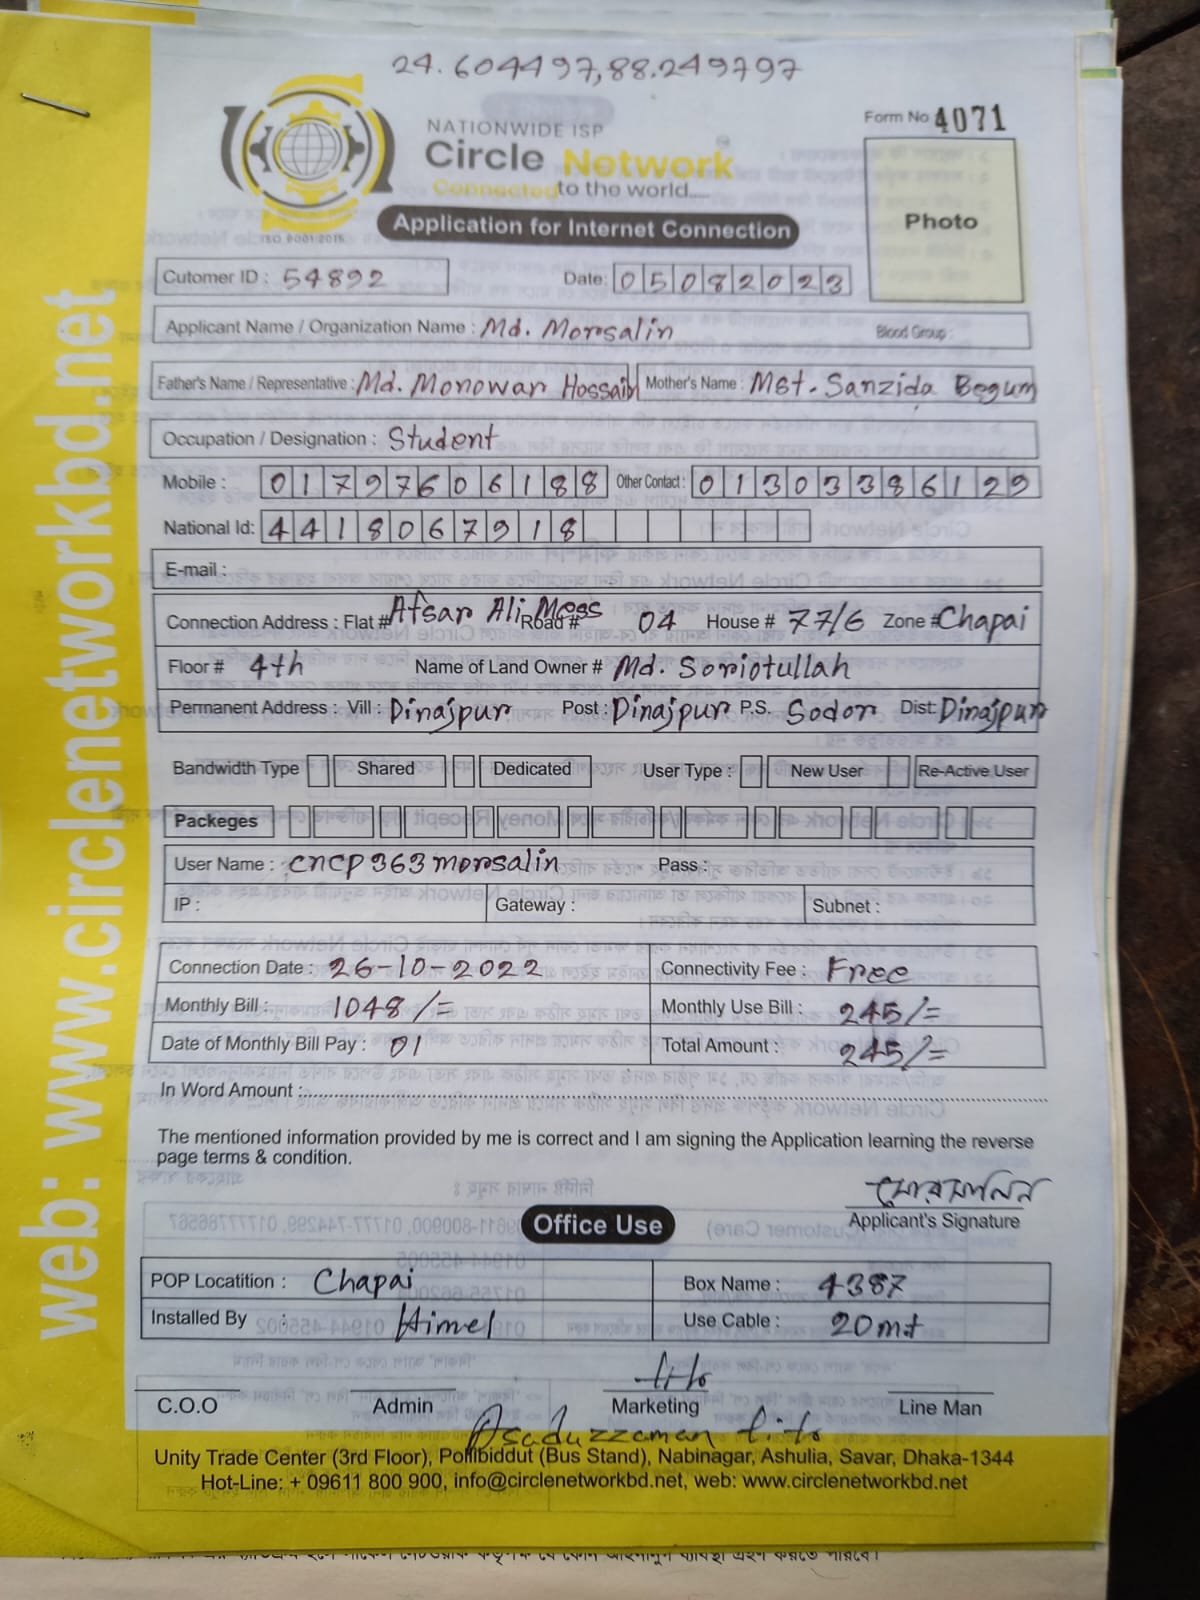 24.604497,88.249797
NATIONWIDE ISP
Form No 4071
Circle Network
Connected to the world.....
Photo
ISO 9001:2015
Application for Internet Connection
Cutomer ID : 54892 Date: 05082023
Applicant Name / Organization Name : Md. Morsalin Blood Group :
Father's Name / Representative : Md. Monowar Hossain Mother's Name : Mst. Sanzida Begum
Occupation / Designation : Student
Mobile : 01797606188 Other Contact : 01303386129
National Id: 4418067918
E-mail :
Connection Address : Flat # Afsar Ali Mess Road # 04 House # 77/6 Zone # Chapai
Floor # 4th Name of Land Owner # Md. Soriotullah
Permanent Address : Vill : Dinajpur Post : Dinajpur P.S. Sodor Dist: Dinajpur
Bandwidth Type Shared Dedicated User Type : New User Re-Active User
Packeges
User Name : cncp363morsalin Pass :
IP : Gateway : Subnet :
Connection Date : 26-10-2022 Connectivity Fee : Free
Monthly Bill : 1048/= Monthly Use Bill : 245/=
Date of Monthly Bill Pay : 01 Total Amount : 245/=
In Word Amount :
The mentioned information provided by me is correct and I am signing the Application learning the reverse
page terms & condition.
মোরসালিন
Applicant's Signature
Office Use
POP Locatition : Chapai Box Name : 4387
Installed By : Himel Use Cable : 20mt
tito
C.O.O Admin Marketing Line Man
Asaduzzaman tito
Unity Trade Center (3rd Floor), Pollibiddut (Bus Stand), Nabinagar, Ashulia, Savar, Dhaka-1344
Hot-Line: + 09611 800 900, info@circlenetworkbd.net, web: www.circlenetworkbd.net
web: www.circlenetworkbd.net